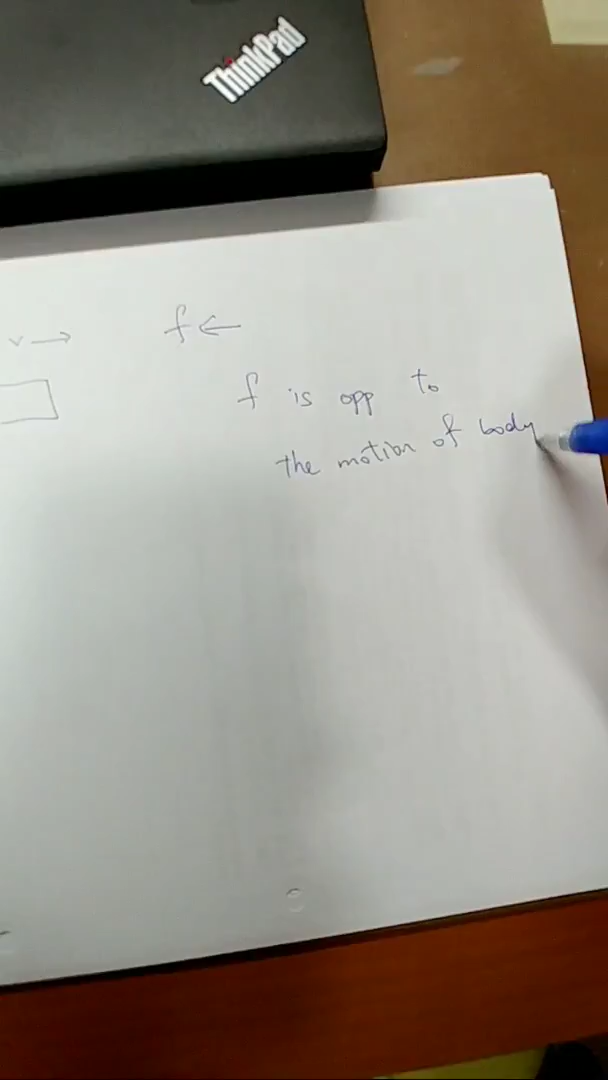 ThinkPad
v → f ←
f is opp to
the motion of body